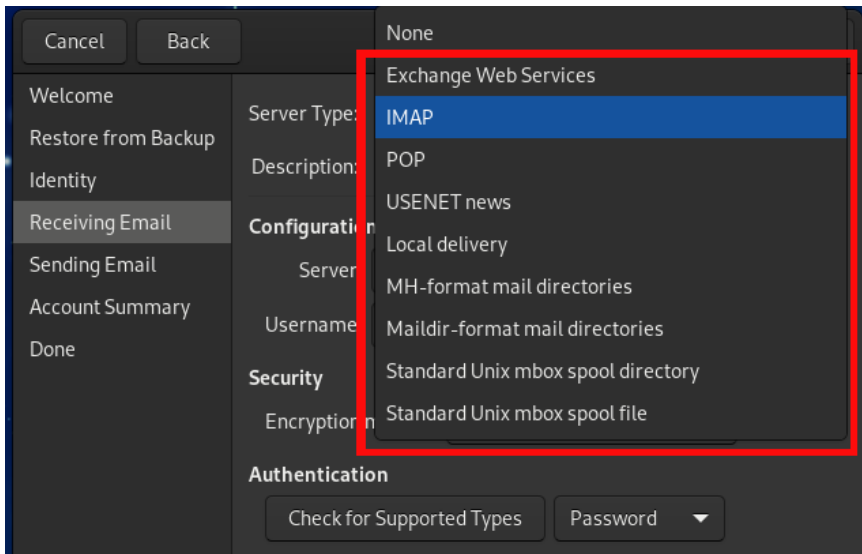 Cancel
Back
None
Welcome
Restore from Backup
Identity
Receiving Email
Sending Email
Account Summary
Done
Server Type:
Description:
Configuration
Server
Username
Security
Encryption
Exchange Web Services
IMAP
POP
USENET news
Local delivery
MH-format mail directories
Maildir-format mail directories
Standard Unix mbox spool directory
Standard Unix mbox spool file
Authentication
Check for Supported Types
Password